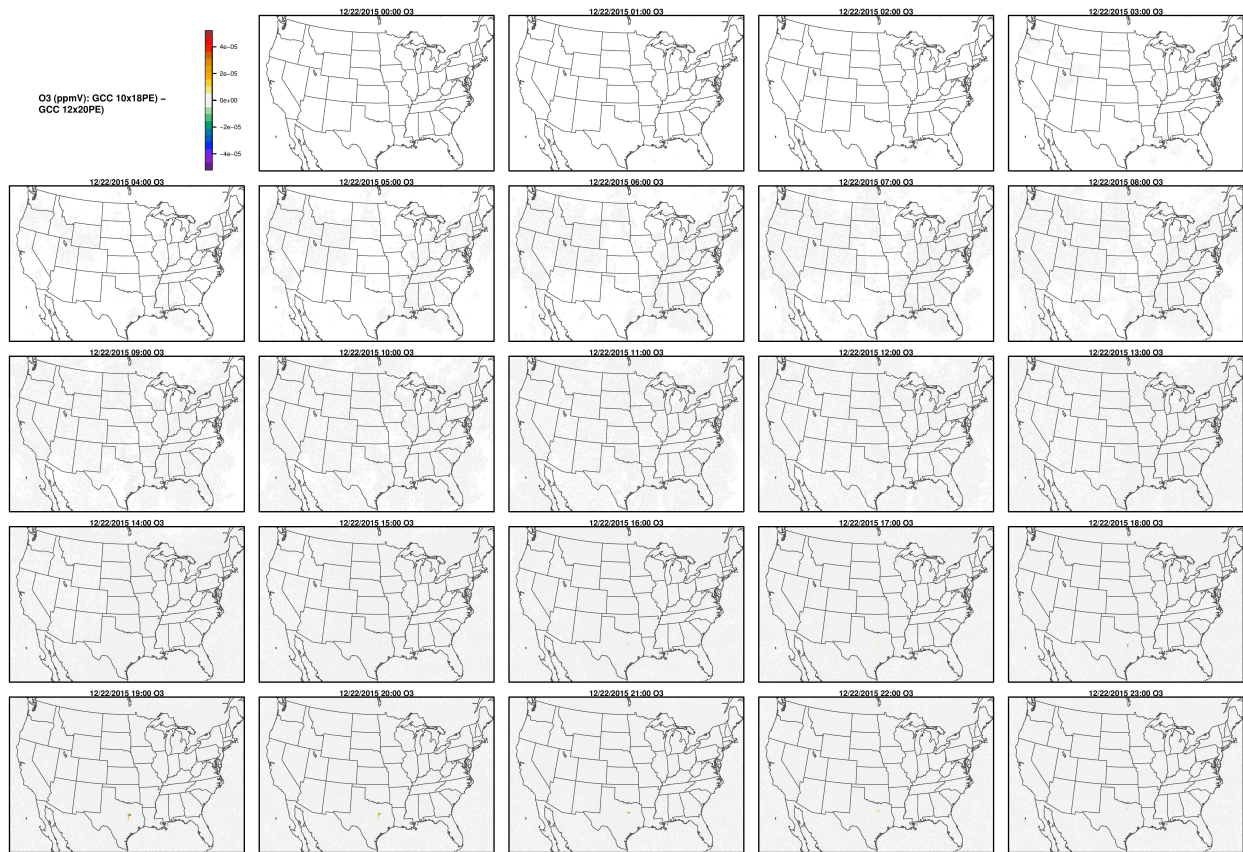 12/22/2015 00:00 O3
12/22/2015 01:00 O3
12/22/2015 02:00 O3
12/22/2015 03:00 O3
4e−05
2e−05
0e+00
−2e−05
−4e−05
O3 (ppmV): GCC 10x18PE) −
GCC 12x20PE)
12/22/2015 04:00 O3
12/22/2015 05:00 O3
12/22/2015 06:00 O3
12/22/2015 07:00 O3
12/22/2015 08:00 O3
12/22/2015 09:00 O3
12/22/2015 10:00 O3
12/22/2015 11:00 O3
12/22/2015 12:00 O3
12/22/2015 13:00 O3
12/22/2015 14:00 O3
12/22/2015 15:00 O3
12/22/2015 16:00 O3
12/22/2015 17:00 O3
12/22/2015 18:00 O3
12/22/2015 19:00 O3
12/22/2015 20:00 O3
12/22/2015 21:00 O3
12/22/2015 22:00 O3
12/22/2015 23:00 O3